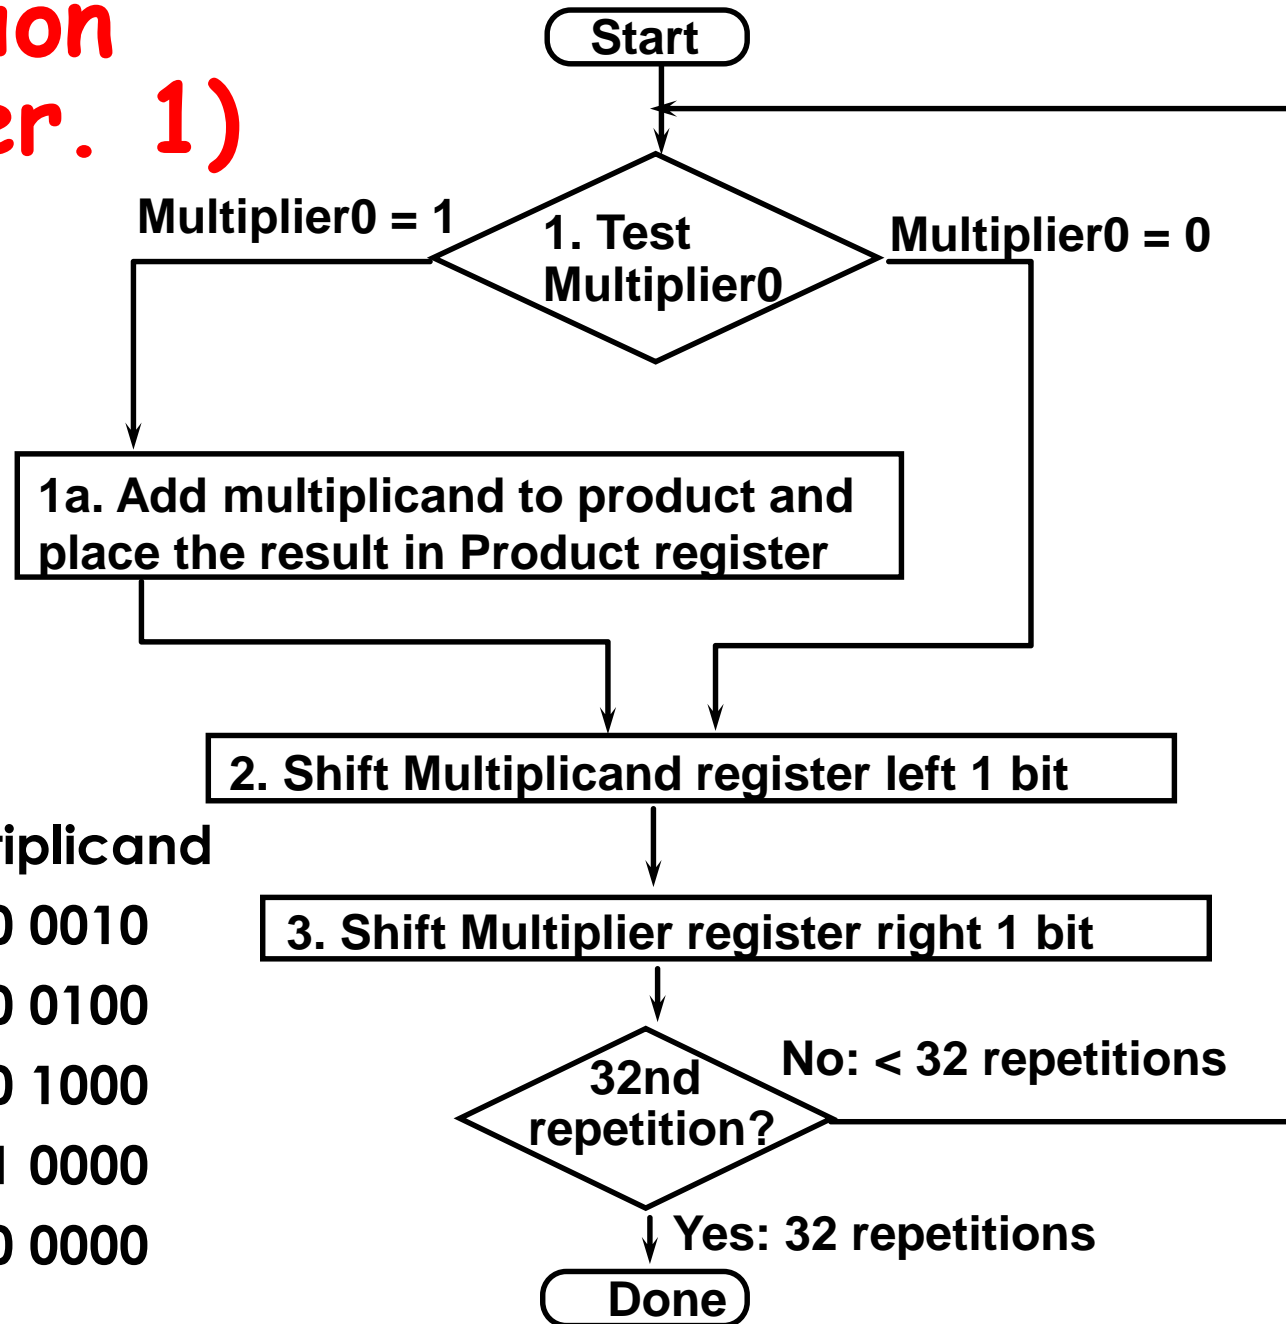 er. 1)
Start
Multiplier0 = 1
1. Test
Multiplier0
Multiplier0 = 0
1a. Add multiplicand to product and
place the result in Product register
2. Shift Multiplicand register left 1 bit
3. Shift Multiplier register right 1 bit
riplicand
0 0010
0 0100
0 1000
1 0000
0 0000
32nd
repetition?
No: < 32 repetitions
Yes: 32 repetitions
Done